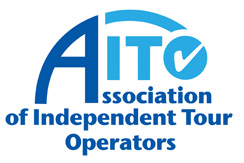 AITO
Association
of Independent Tour
Operators